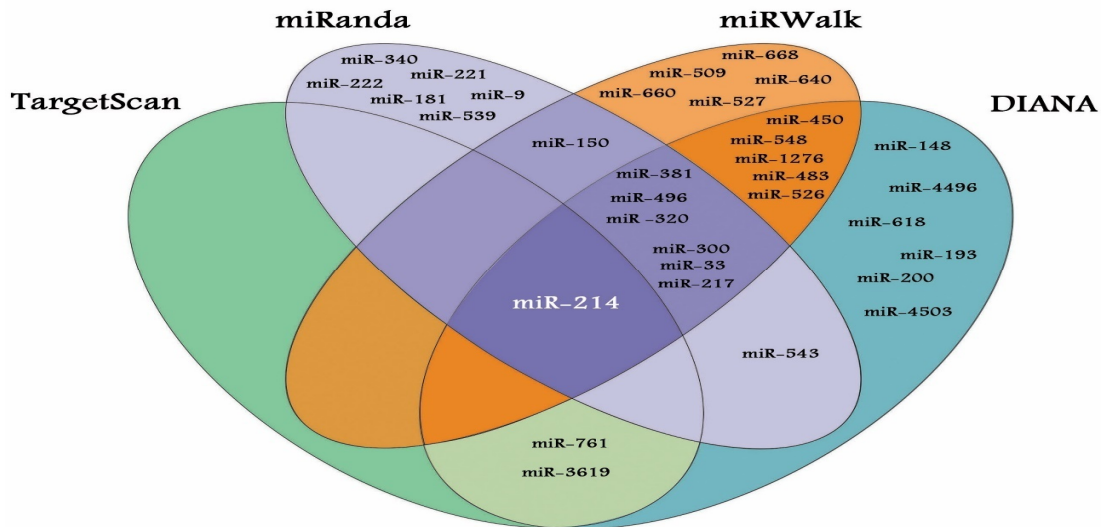 miRanda
miRWalk
TargetScan
DIANA
miR-340
miR-222
miR-221
miR-181
miR-9
miR-539
miR-668
miR-509
miR-640
miR-660
miR-527
miR-150
miR-450
miR-548
miR-1276
miR-483
miR-526
miR-148
miR-4496
miR-618
miR-193
miR-200
miR-4503
miR-381
miR-496
miR -320
miR-300
miR-33
miR-217
miR-214
miR-543
miR-761
miR-3619